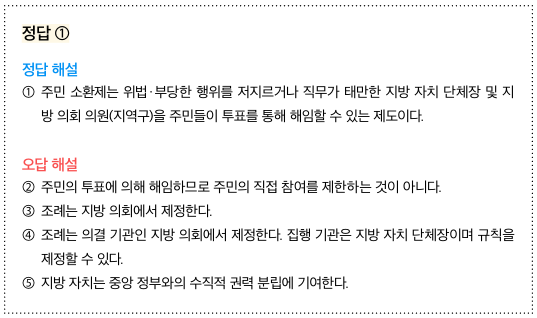 정답 ①
정답 해설
① 주민 소환제는 위법·부당한 행위를 저지르거나 직무가 태만한 지방 자치 단체장 및 지
방 의회 의원(지역구)을 주민들이 투표를 통해 해임할 수 있는 제도이다.
오답 해설
② 주민의 투표에 의해 해임하므로 주민의 직접 참여를 제한하는 것이 아니다.
③ 조례는 지방 의회에서 제정한다.
④ 조례는 의결 기관인 지방 의회에서 제정한다. 집행 기관은 지방 자치 단체장이며 규칙을
제정할 수 있다.
⑤ 지방 자치는 중앙 정부와의 수직적 권력 분립에 기여한다.